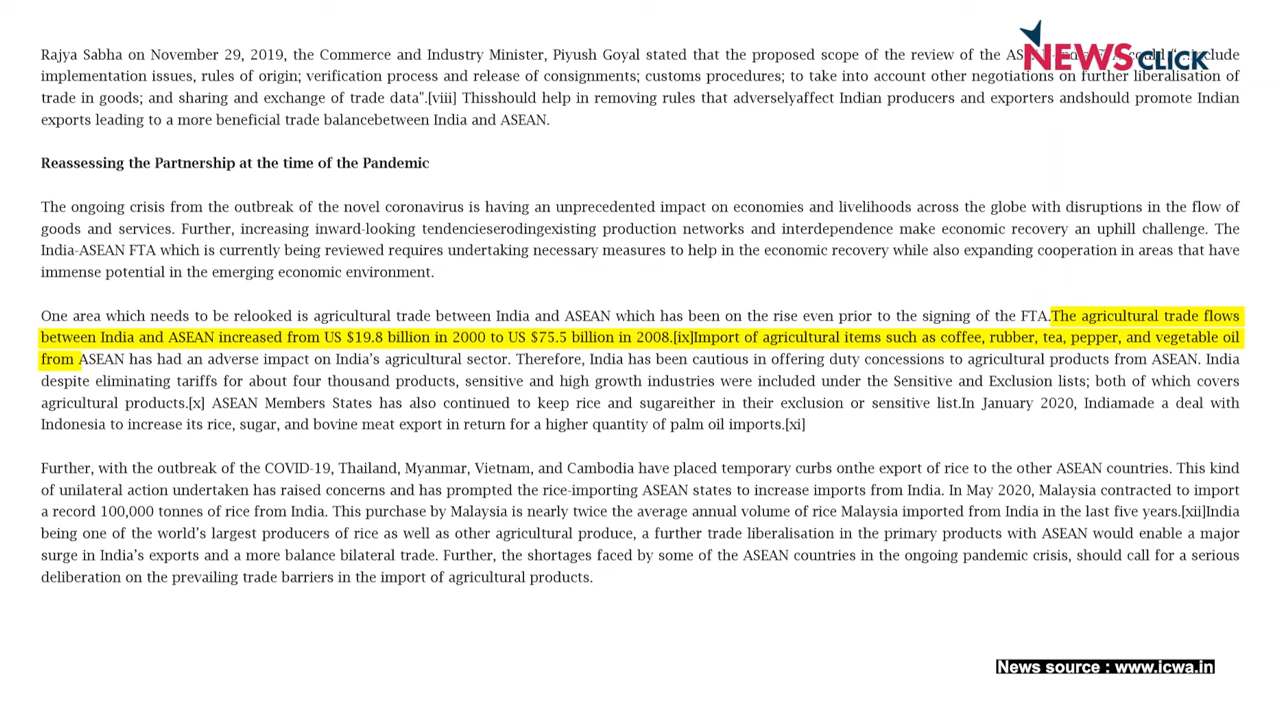 NEWS CLICK
Rajya Sabha on November 29, 2019, the Commerce and Industry Minister, Piyush Goyal stated that the proposed scope of the review of the include
implementation issues, rules of origin; verification process and release of consignments; customs procedures; to take into account other negotiations on further liberalisation of
trade in goods; and sharing and exchange of trade data”.[viii] Thisshould help in removing rules that adverselyaffect Indian producers and exporters andshould promote Indian
exports leading to a more beneficial trade balancebetween India and ASEAN.
Reassessing the Partnership at the time of the Pandemic
The ongoing crisis from the outbreak of the novel coronavirus is having an unprecedented impact on economies and livelihoods across the globe with disruptions in the flow of
goods and services. Further, increasing inward-looking tendencieserodingexisting production networks and interdependence make economic recovery an uphill challenge. The
India-ASEAN FTA which is currently being reviewed requires undertaking necessary measures to help in the economic recovery while also expanding cooperation in areas that have
immense potential in the emerging economic environment.
One area which needs to be relooked is agricultural trade between India and ASEAN which has been on the rise even prior to the signing of the FTA.The agricultural trade flows
between India and ASEAN increased from US $19.8 billion in 2000 to US $75.5 billion in 2008.[ix]Import of agricultural items such as coffee, rubber, tea, pepper, and vegetable oil
from ASEAN has had an adverse impact on India’s agricultural sector. Therefore, India has been cautious in offering duty concessions to agricultural products from ASEAN. India
despite eliminating tariffs for about four thousand products, sensitive and high growth industries were included under the Sensitive and Exclusion lists; both of which covers
agricultural products.[x] ASEAN Members States has also continued to keep rice and sugareither in their exclusion or sensitive list.In January 2020, Indiamade a deal with
Indonesia to increase its rice, sugar, and bovine meat export in return for a higher quantity of palm oil imports.[xi]
Further, with the outbreak of the COVID-19, Thailand, Myanmar, Vietnam, and Cambodia have placed temporary curbs onthe export of rice to the other ASEAN countries. This kind
of unilateral action undertaken has raised concerns and has prompted the rice-importing ASEAN states to increase imports from India. In May 2020, Malaysia contracted to import
a record 100,000 tonnes of rice from India. This purchase by Malaysia is nearly twice the average annual volume of rice Malaysia imported from India in the last five years.[xii]India
being one of the world’s largest producers of rice as well as other agricultural produce, a further trade liberalisation in the primary products with ASEAN would enable a major
surge in India’s exports and a more balance bilateral trade. Further, the shortages faced by some of the ASEAN countries in the ongoing pandemic crisis, should call for a serious
deliberation on the prevailing trade barriers in the import of agricultural products.
News source : www.icwa.in